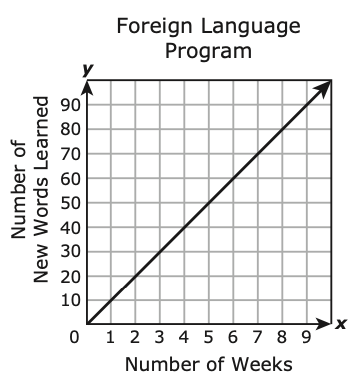 Foreign Language
Program
y
Number of
New Words Learned
90
80
70
60
50
40
30
20
10
0 1 2 3 4 5 6 7 8 9 x
Number of Weeks